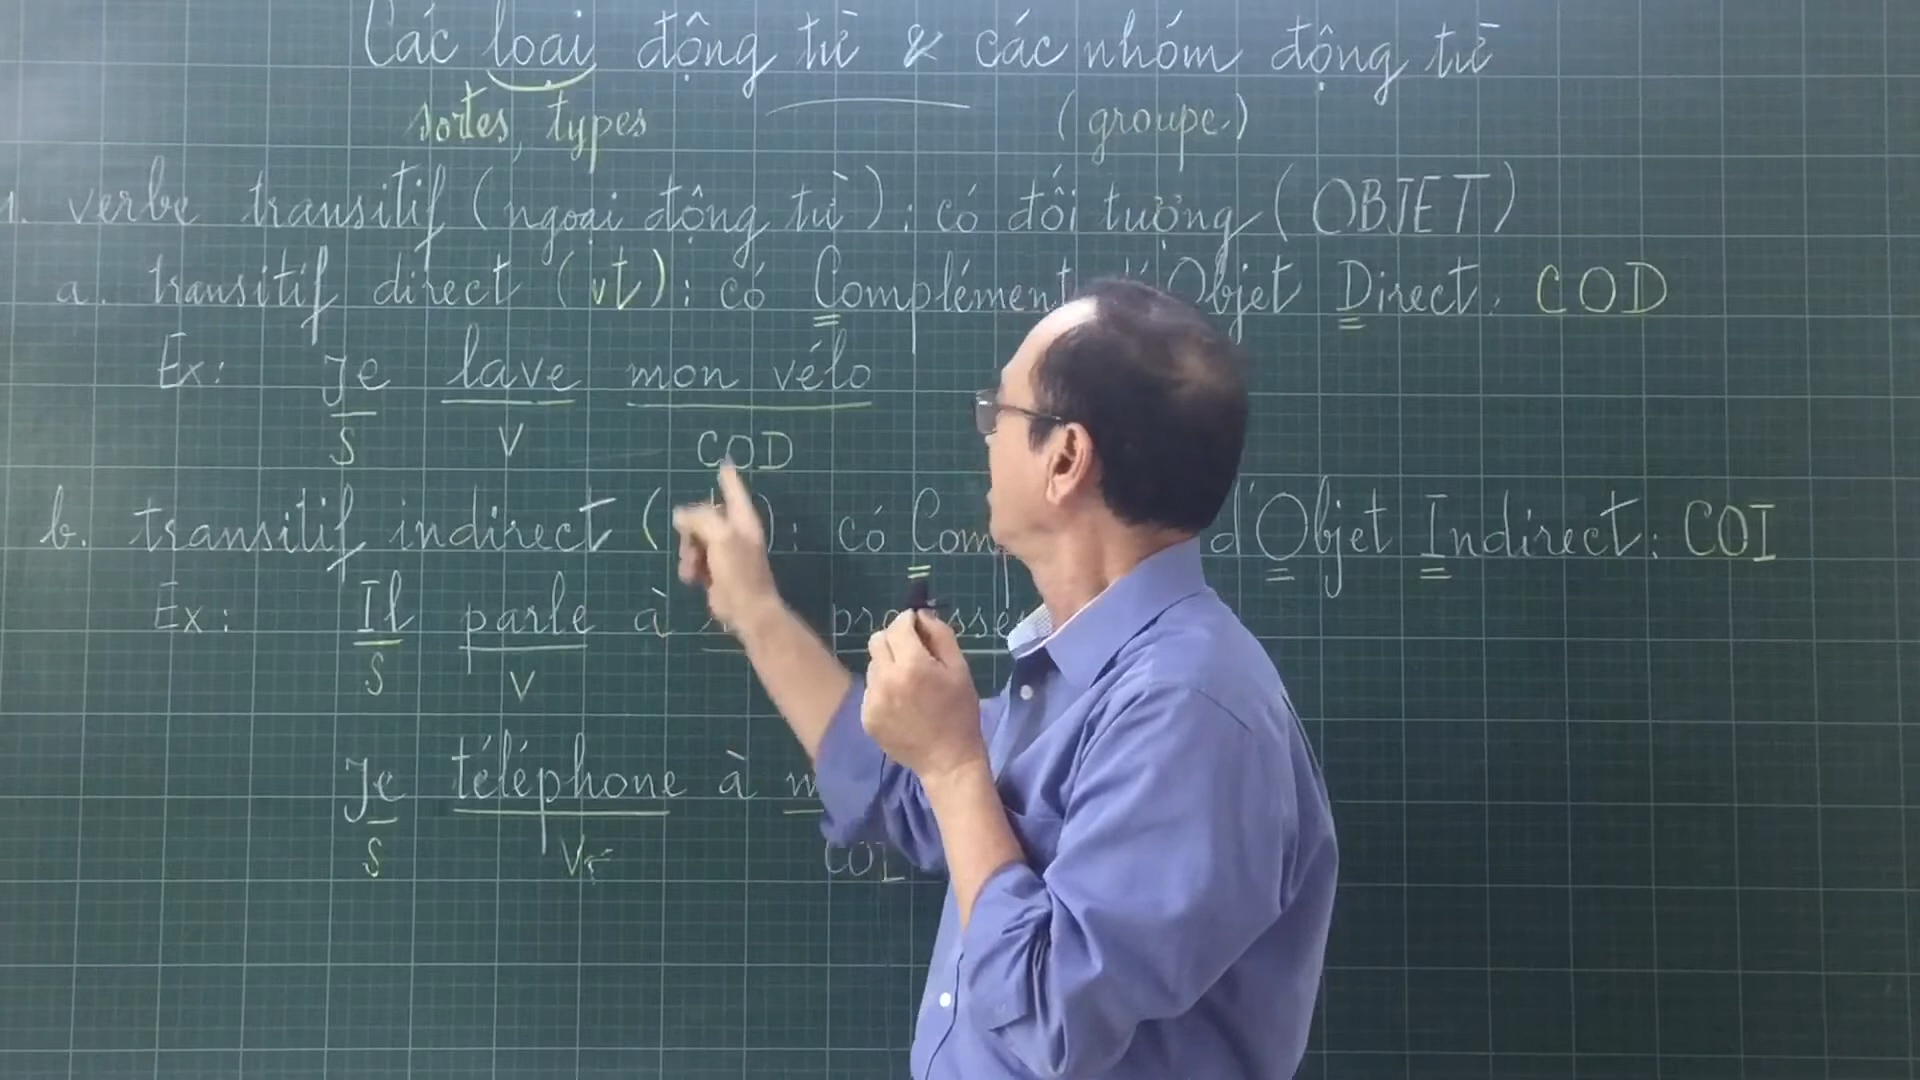 Các loại động từ & các nhóm động từ
sortes, types (groupe)
1. verbe transitif (ngoại động từ) : có đối tượng (OBJET)
a. transitif direct (vt) : có Complément d'Objet Direct : COD
Ex: Je lave mon vélo
S V COD
b. transitif indirect ( ) : có d'Objet Indirect : COI
Ex: Il parle à
S V
Je téléphone à
S V COI